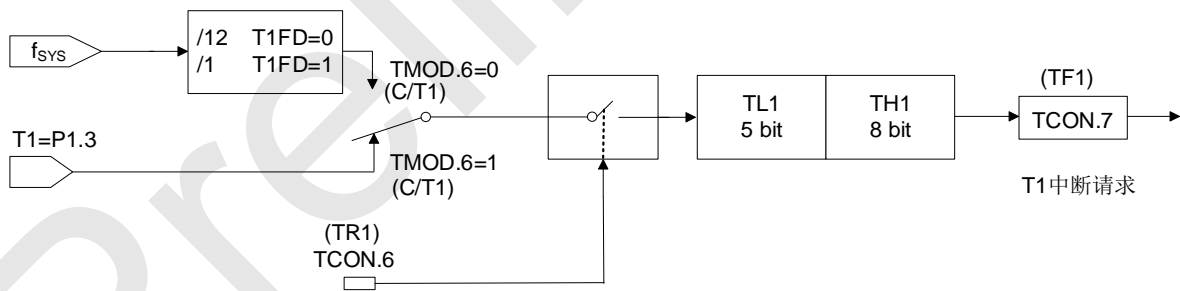 fSYS
/12 T1FD=0
/1 T1FD=1
TMOD.6=0
(C/T1)
T1=P1.3
TMOD.6=1
(C/T1)
(TR1)
TCON.6
TL1
5 bit
TH1
8 bit
(TF1)
TCON.7
T1中断请求